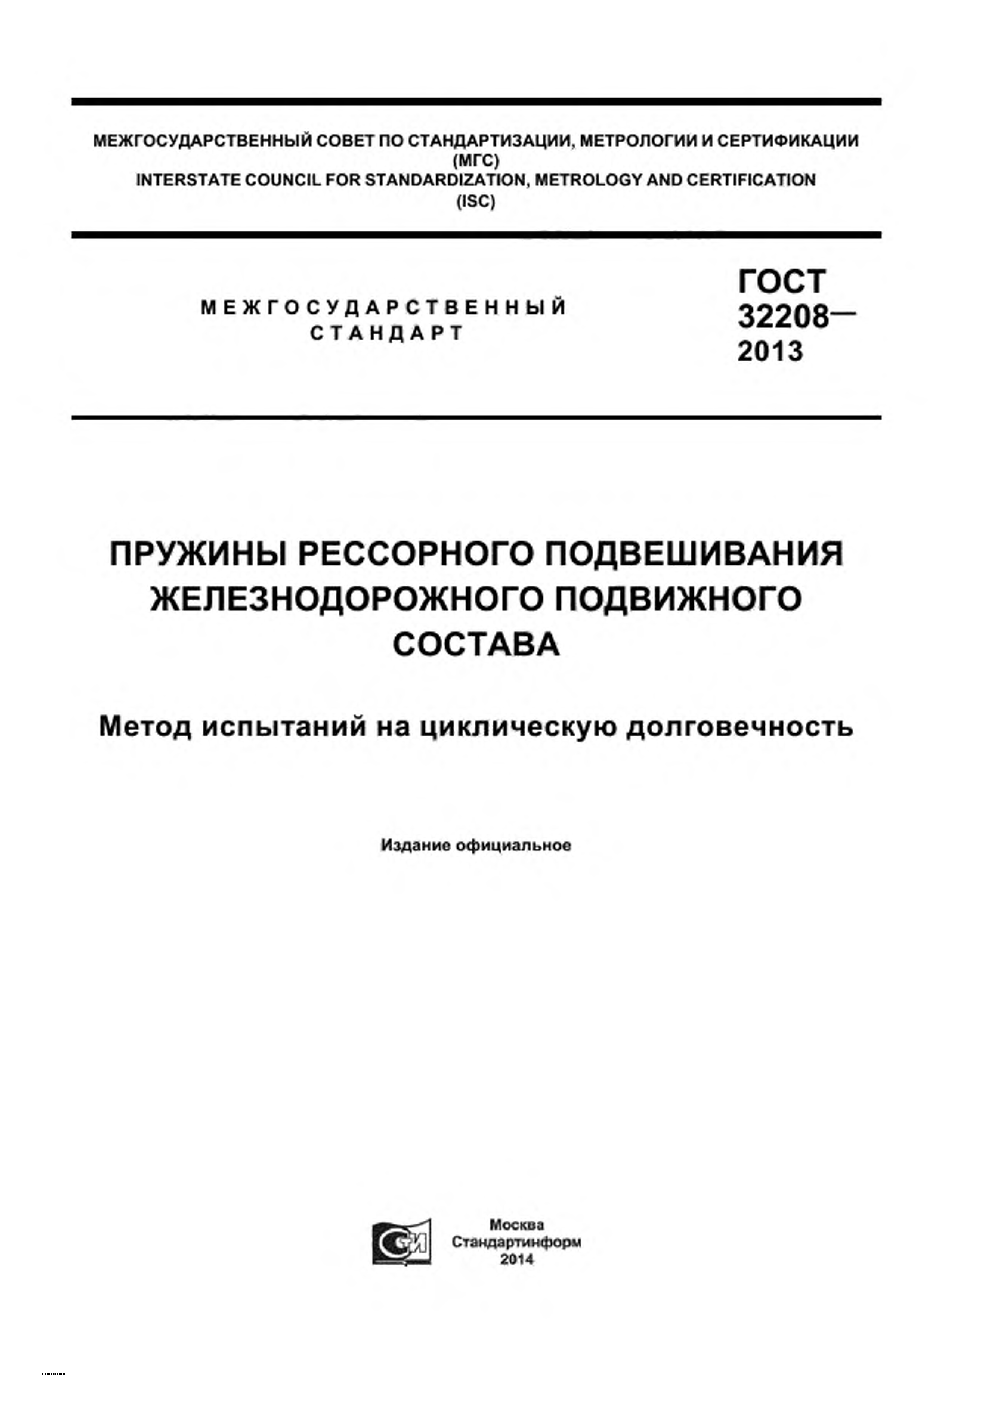 МЕЖГОСУДАРСТВЕННЫЙ СОВЕТ ПО СТАНДАРТИЗАЦИИ, МЕТРОЛОГИИ И СЕРТИФИКАЦИИ
(МГС)
INTERSTATE COUNCIL FOR STANDARDIZATION, METROLOGY AND CERTIFICATION
(ISC)
МЕЖГОСУДАРСТВЕННЫЙ
СТАНДАРТ
ГОСТ
32208—
2013
ПРУЖИНЫ РЕССОРНОГО ПОДВЕШИВАНИЯ
ЖЕЛЕЗНОДОРОЖНОГО ПОДВИЖНОГО
СОСТАВА
Метод испытаний на циклическую долговечность
Издание официальное
Москва
Стандартинформ
2014